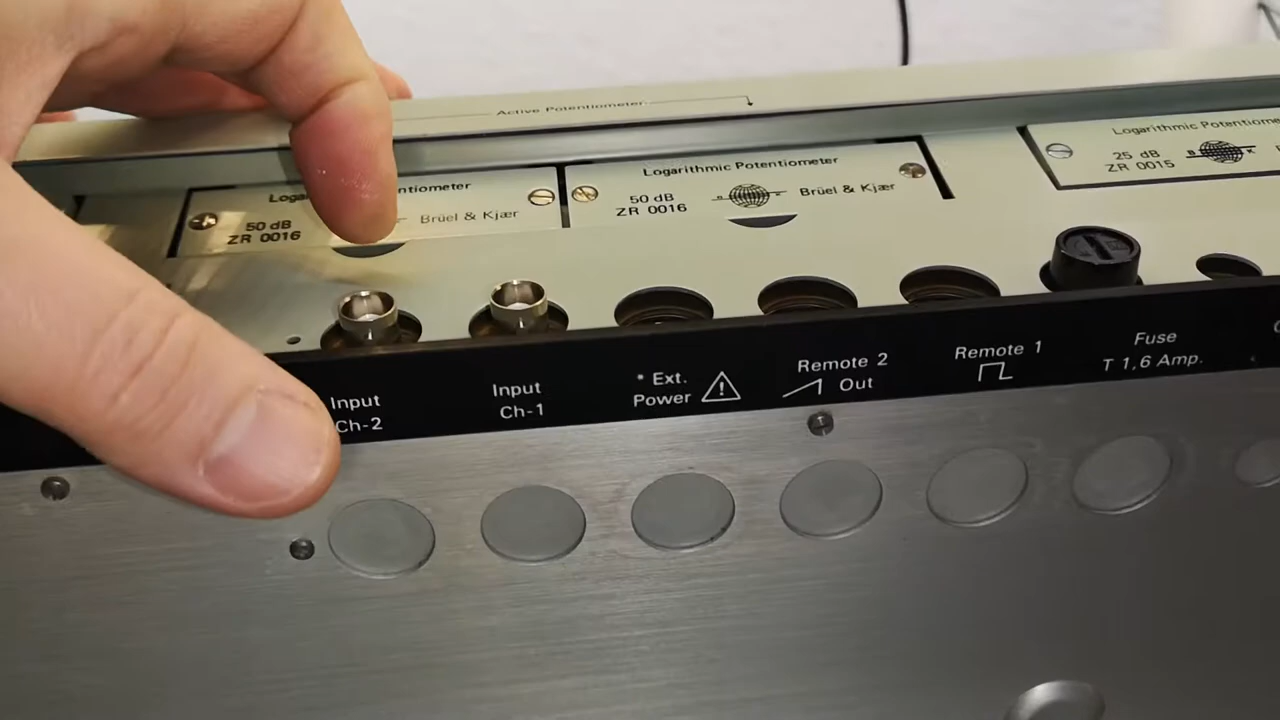 Active Potentiometer
ntiometer
50 dB
ZR 0016
Brüel & Kjær
Logarithmic Potentiometer
50 dB
ZR 0016
B K
Brüel & Kjær
Logarithmic Potentiome
25 dB
ZR 0015
B K
Input
Ch-2
Input
Ch-1
* Ext.
Power
Remote 2
Out
Remote 1
Fuse
T 1,6 Amp.